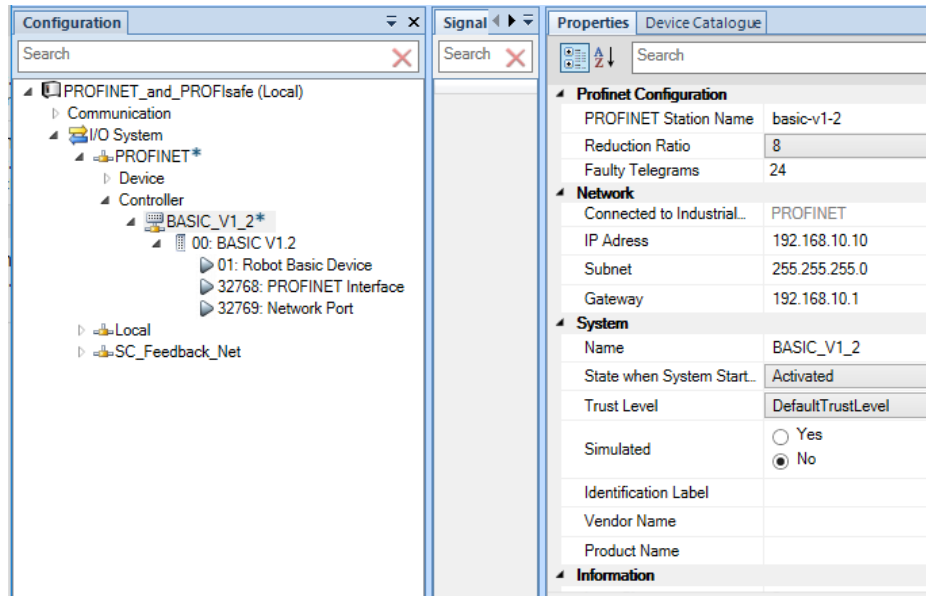 Configuration
Search
PROFINET_and_PROFIsafe (Local)
Communication
I/O System
PROFINET*
Device
Controller
BASIC_V1_2*
00: BASIC V1.2
01: Robot Basic Device
32768: PROFINET Interface
32769: Network Port
Local
SC_Feedback_Net
Signal
Search
Properties Device Catalogue
Search
Profinet Configuration
PROFINET Station Name basic-v1-2
Reduction Ratio 8
Faulty Telegrams 24
Network
Connected to Industrial... PROFINET
IP Adress 192.168.10.10
Subnet 255.255.255.0
Gateway 192.168.10.1
System
Name BASIC_V1_2
State when System Start... Activated
Trust Level DefaultTrustLevel
Simulated Yes
No
Identification Label
Vendor Name
Product Name
Information